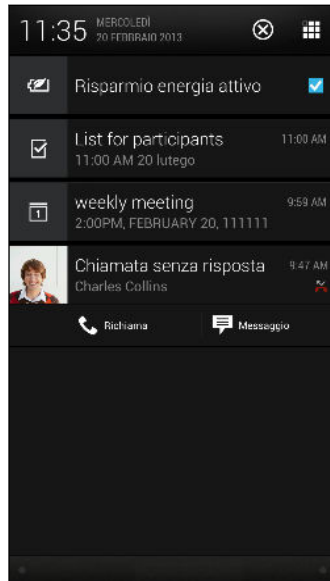 11:35
MERCOLEDÌ
20 FEBBRAIO 2013
Risparmio energia attivo
List for participants 11:00 AM
11:00 AM 20 lutego
1 weekly meeting 9:59 AM
2:00PM, FEBRUARY 20, 111111
Chiamata senza risposta 9:47 AM
Charles Collins
Richiama Messaggio